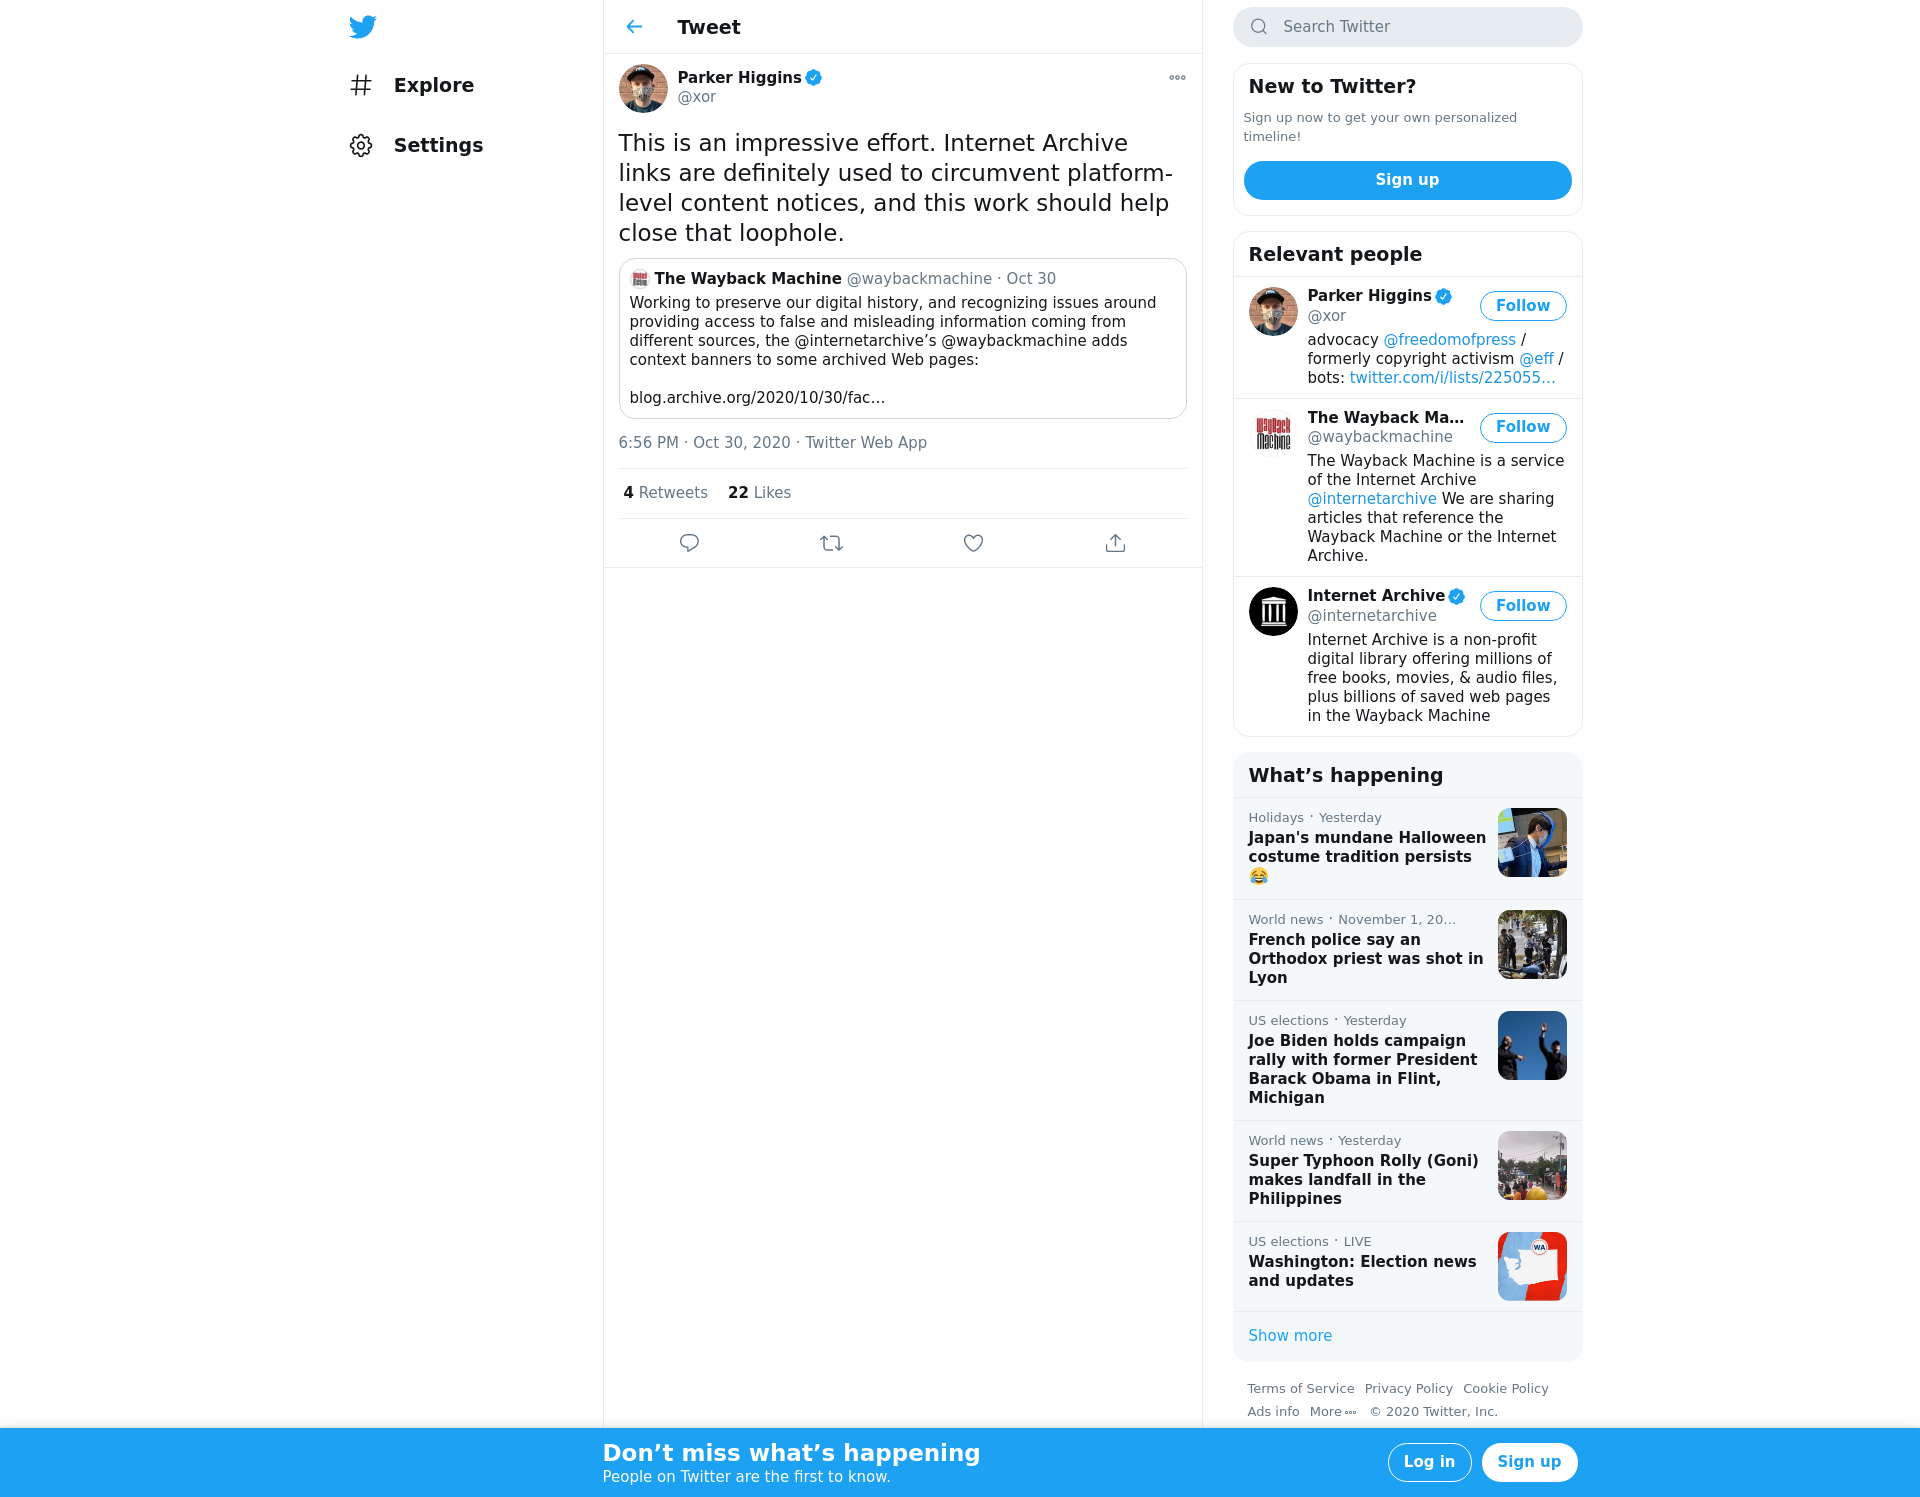 Explore
Settings
Tweet
Parker Higgins
@xor
This is an impressive effort. Internet Archive
links are definitely used to circumvent platform-
level content notices, and this work should help
close that loophole.
The Wayback Machine @waybackmachine · Oct 30
Working to preserve our digital history, and recognizing issues around
providing access to false and misleading information coming from
different sources, the @internetarchive’s @waybackmachine adds
context banners to some archived Web pages:
blog.archive.org/2020/10/30/fac…
6:56 PM · Oct 30, 2020 · Twitter Web App
4 Retweets 22 Likes
Search Twitter
New to Twitter?
Sign up now to get your own personalized
timeline!
Sign up
Relevant people
Parker Higgins
@xor
Follow
advocacy @freedomofpress /
formerly copyright activism @eff /
bots: twitter.com/i/lists/225055…
Wayback
Machine
The Wayback Ma…
@waybackmachine
Follow
The Wayback Machine is a service
of the Internet Archive
@internetarchive We are sharing
articles that reference the
Wayback Machine or the Internet
Archive.
Internet Archive
@internetarchive
Follow
Internet Archive is a non-profit
digital library offering millions of
free books, movies, & audio files,
plus billions of saved web pages
in the Wayback Machine
What’s happening
Holidays · Yesterday
Japan's mundane Halloween
costume tradition persists
😂
World news · November 1, 20…
French police say an
Orthodox priest was shot in
Lyon
US elections · Yesterday
Joe Biden holds campaign
rally with former President
Barack Obama in Flint,
Michigan
World news · Yesterday
Super Typhoon Rolly (Goni)
makes landfall in the
Philippines
US elections · LIVE
Washington: Election news
and updates
WA
Show more
Terms of Service Privacy Policy Cookie Policy
Ads info More © 2020 Twitter, Inc.
Don’t miss what’s happening
People on Twitter are the first to know.
Log in
Sign up